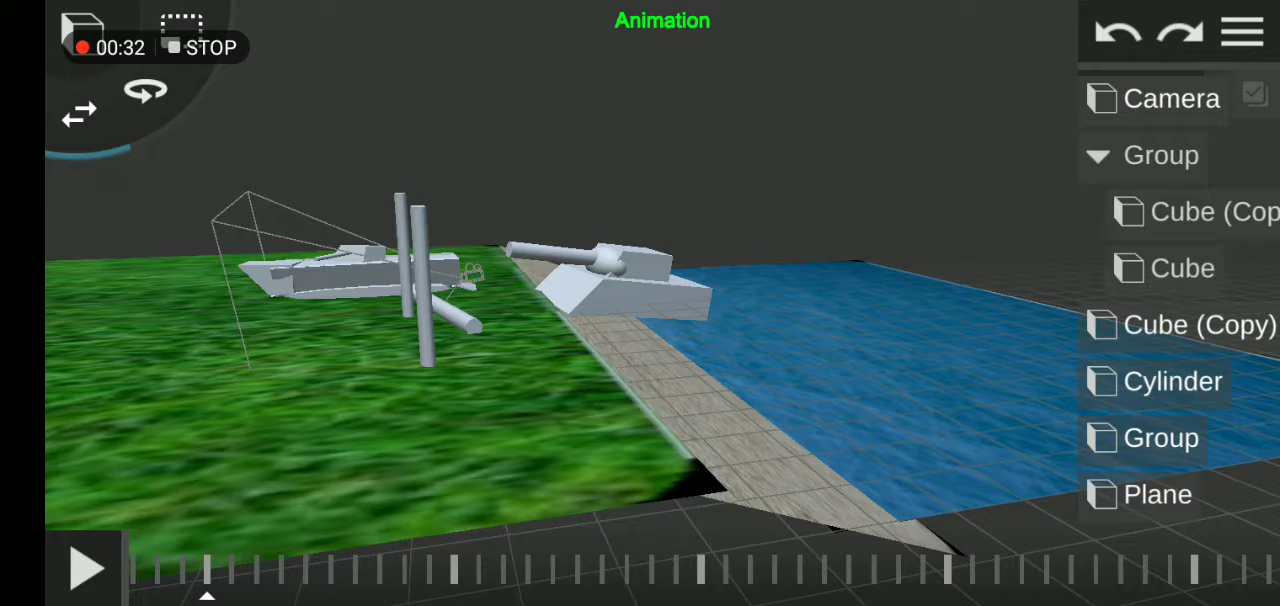 Animation
00:32 STOP
Camera
Group
Cube (Cop
Cube
Cube (Copy)
Cylinder
Group
Plane